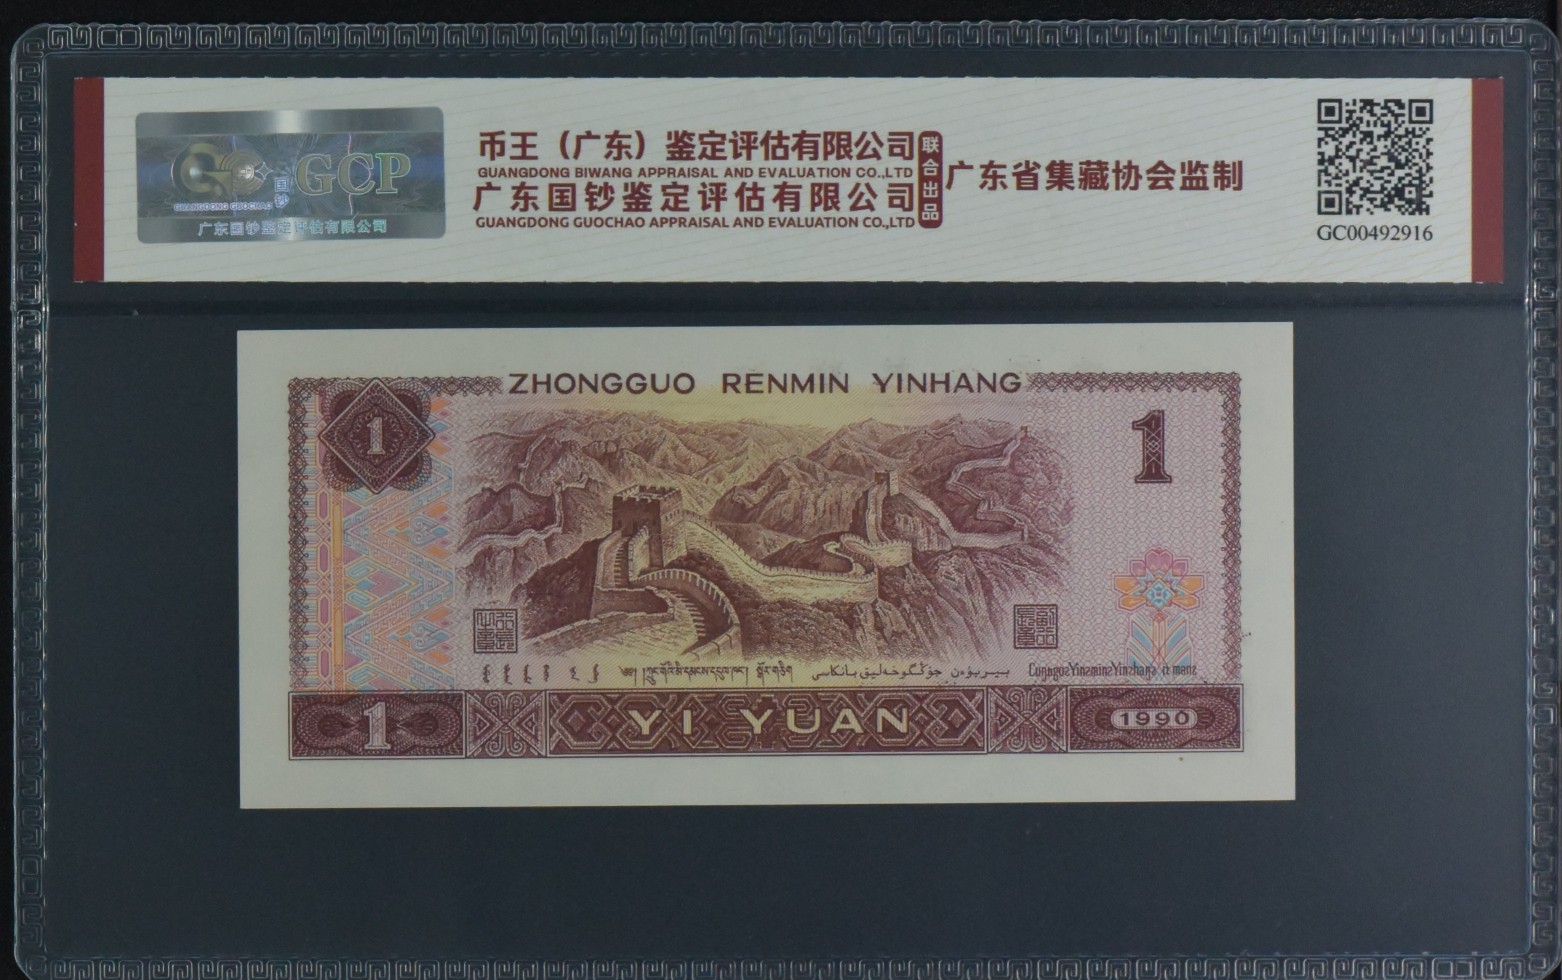 GCP
国钞
GUANGDONG GUOCHAO
广东国钞鉴定评估有限公司
币王（广东）鉴定评估有限公司
GUANGDONG BIWANG APPRAISAL AND EVALUATION CO.,LTD
广东国钞鉴定评估有限公司
GUANGDONG GUOCHAO APPRAISAL AND EVALUATION CO.,LTD
联合出品
广东省集藏协会监制
GC00492916
ZHONGGUO RENMIN YINHANG
1
1
YI YUAN
1
1990